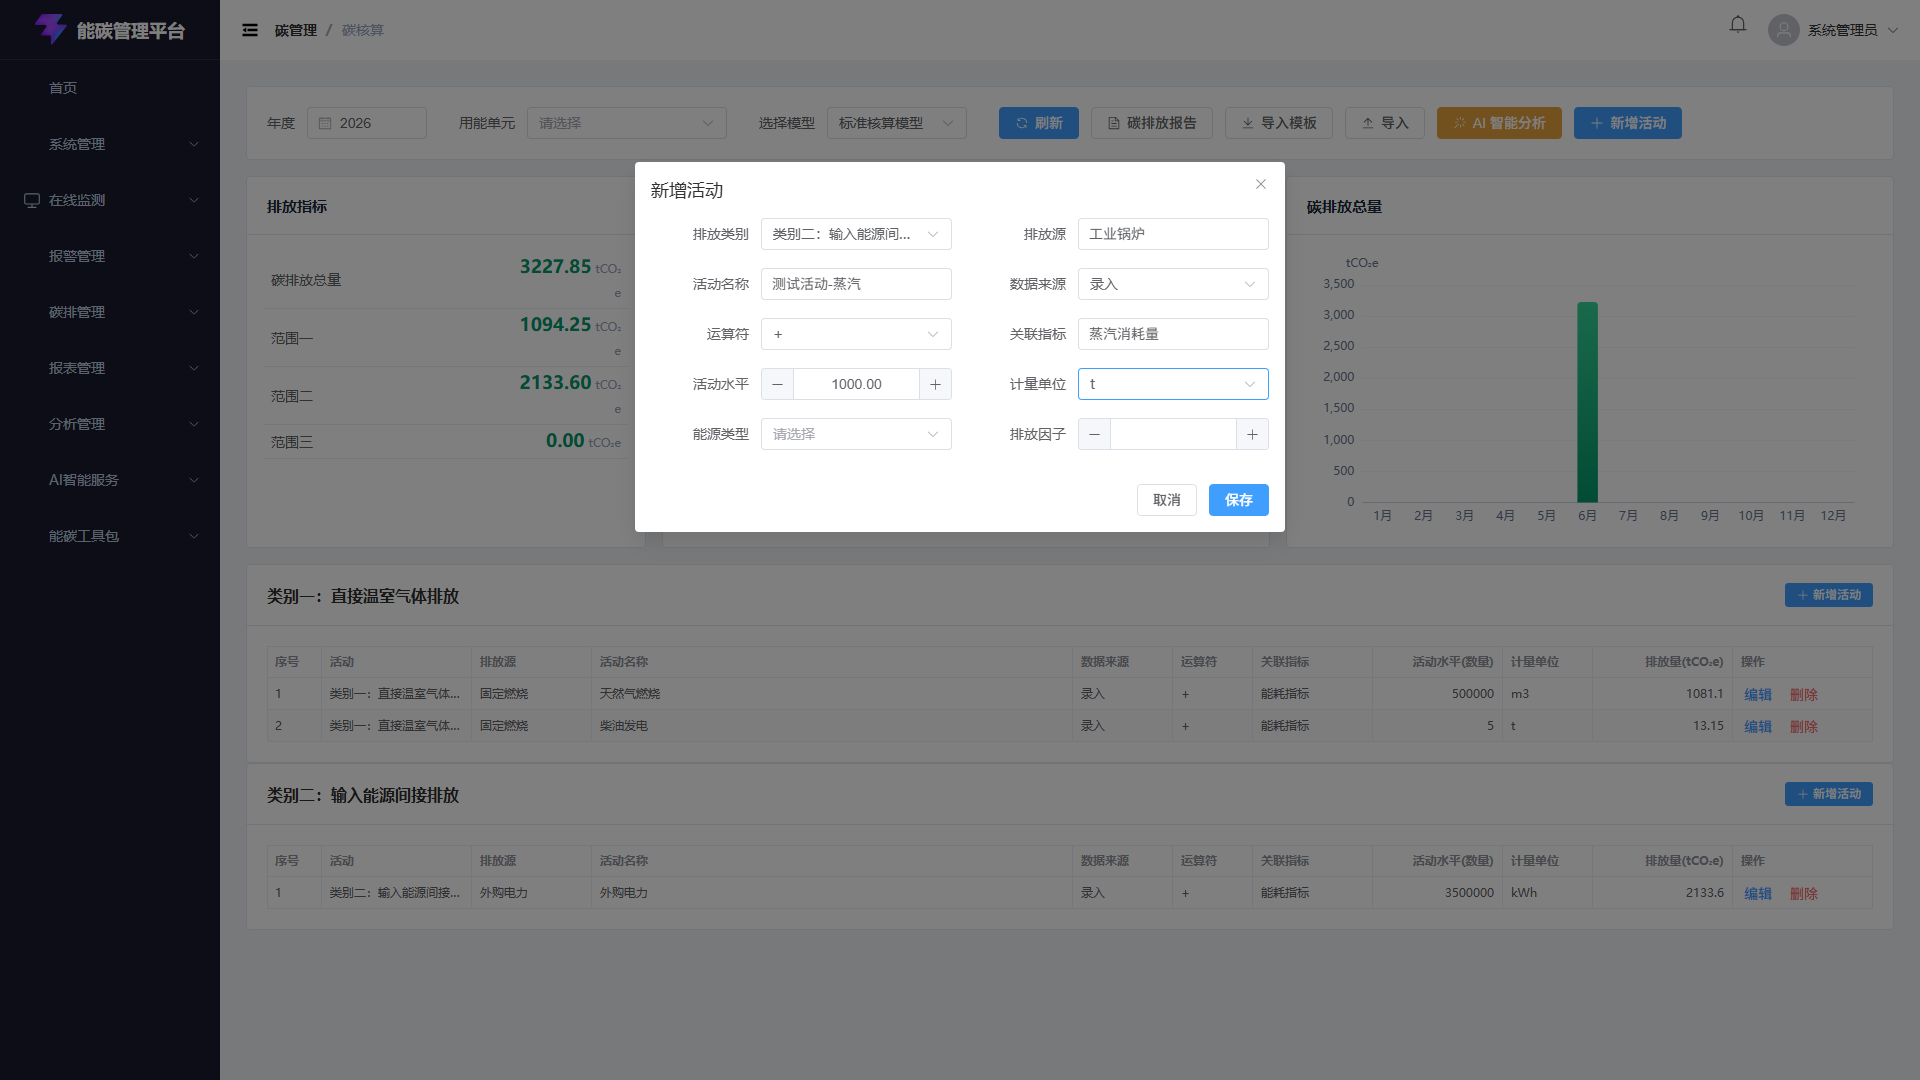 能碳管理平台
碳管理 / 碳核算
系统管理员
首页
系统管理
在线监测
报警管理
碳排管理
报表管理
分析管理
AI智能服务
能碳工具包
年度 2026 用能单元 请选择 选择模型 标准核算模型 刷新 碳排放报告 导入模板 导入 AI 智能分析 新增活动
排放指标
碳排放总量 3227.85 tCO₂e
范围一 1094.25 tCO₂e
范围二 2133.60 tCO₂e
范围三 0.00 tCO₂e
新增活动
排放类别 类别二：输入能源间... 排放源 工业锅炉
活动名称 测试活动-蒸汽 数据来源 录入
运算符 + 关联指标 蒸汽消耗量
活动水平 1000.00 计量单位 t
能源类型 请选择 排放因子
取消 保存
碳排放总量
tCO₂e
3,500
3,000
2,500
2,000
1,500
1,000
500
0
1月 2月 3月 4月 5月 6月 7月 8月 9月 10月 11月 12月
类别一：直接温室气体排放 新增活动
序号 活动 排放源 活动名称 数据来源 运算符 关联指标 活动水平(数量) 计量单位 排放量(tCO₂e) 操作
1 类别一：直接温室气体... 固定燃烧 天然气燃烧 录入 + 能耗指标 500000 m3 1081.1 编辑 删除
2 类别一：直接温室气体... 固定燃烧 柴油发电 录入 + 能耗指标 5 t 13.15 编辑 删除
类别二：输入能源间接排放 新增活动
序号 活动 排放源 活动名称 数据来源 运算符 关联指标 活动水平(数量) 计量单位 排放量(tCO₂e) 操作
1 类别二：输入能源间接... 外购电力 外购电力 录入 + 能耗指标 3500000 kWh 2133.6 编辑 删除